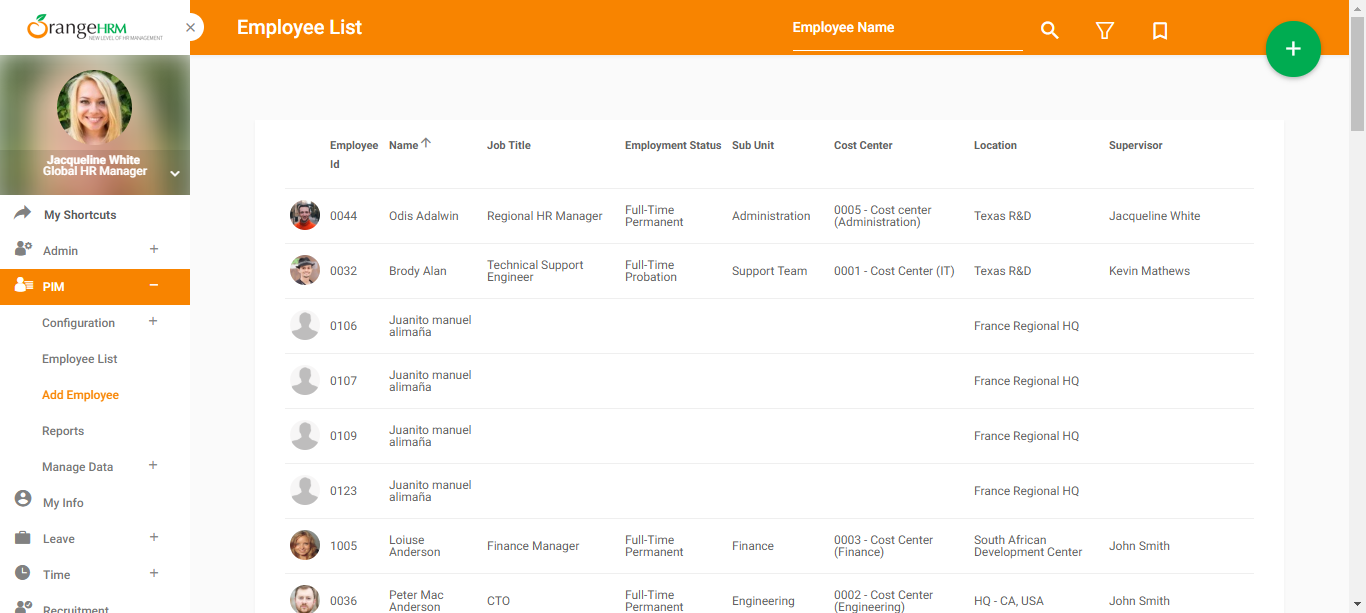 OrangeHRM
NEW LEVEL OF HR MANAGEMENT
Employee List
Employee Name
Jacqueline White
Global HR Manager
My Shortcuts
Admin
PIM
Configuration
Employee List
Add Employee
Reports
Manage Data
My Info
Leave
Time
Recruitment
Employee Id Name Job Title Employment Status Sub Unit Cost Center Location Supervisor
0044 Odis Adalwin Regional HR Manager Full-Time Permanent Administration 0005 - Cost center (Administration) Texas R&D Jacqueline White
0032 Brody Alan Technical Support Engineer Full-Time Probation Support Team 0001 - Cost Center (IT) Texas R&D Kevin Mathews
0106 Juanito manuel alimaña France Regional HQ
0107 Juanito manuel alimaña France Regional HQ
0109 Juanito manuel alimaña France Regional HQ
0123 Juanito manuel alimaña France Regional HQ
1005 Loiuse Anderson Finance Manager Full-Time Permanent Finance 0003 - Cost Center (Finance) South African Development Center John Smith
0036 Peter Mac Anderson CTO Full-Time Permanent Engineering 0002 - Cost Center (Engineering) HQ - CA, USA John Smith